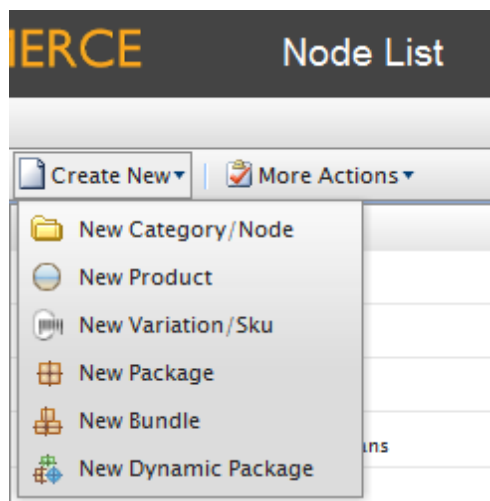 IERCE Node List
Create New More Actions
New Category/Node
New Product
New Variation/Sku
New Package
New Bundle
ans
New Dynamic Package